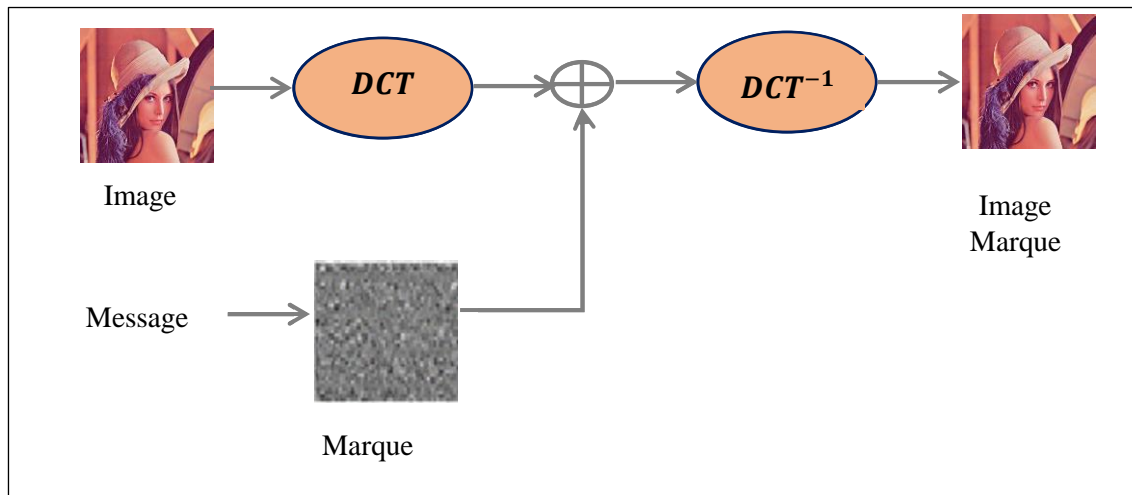 DCT
DCT⁻¹
Image
Image
Marque
Message
Marque